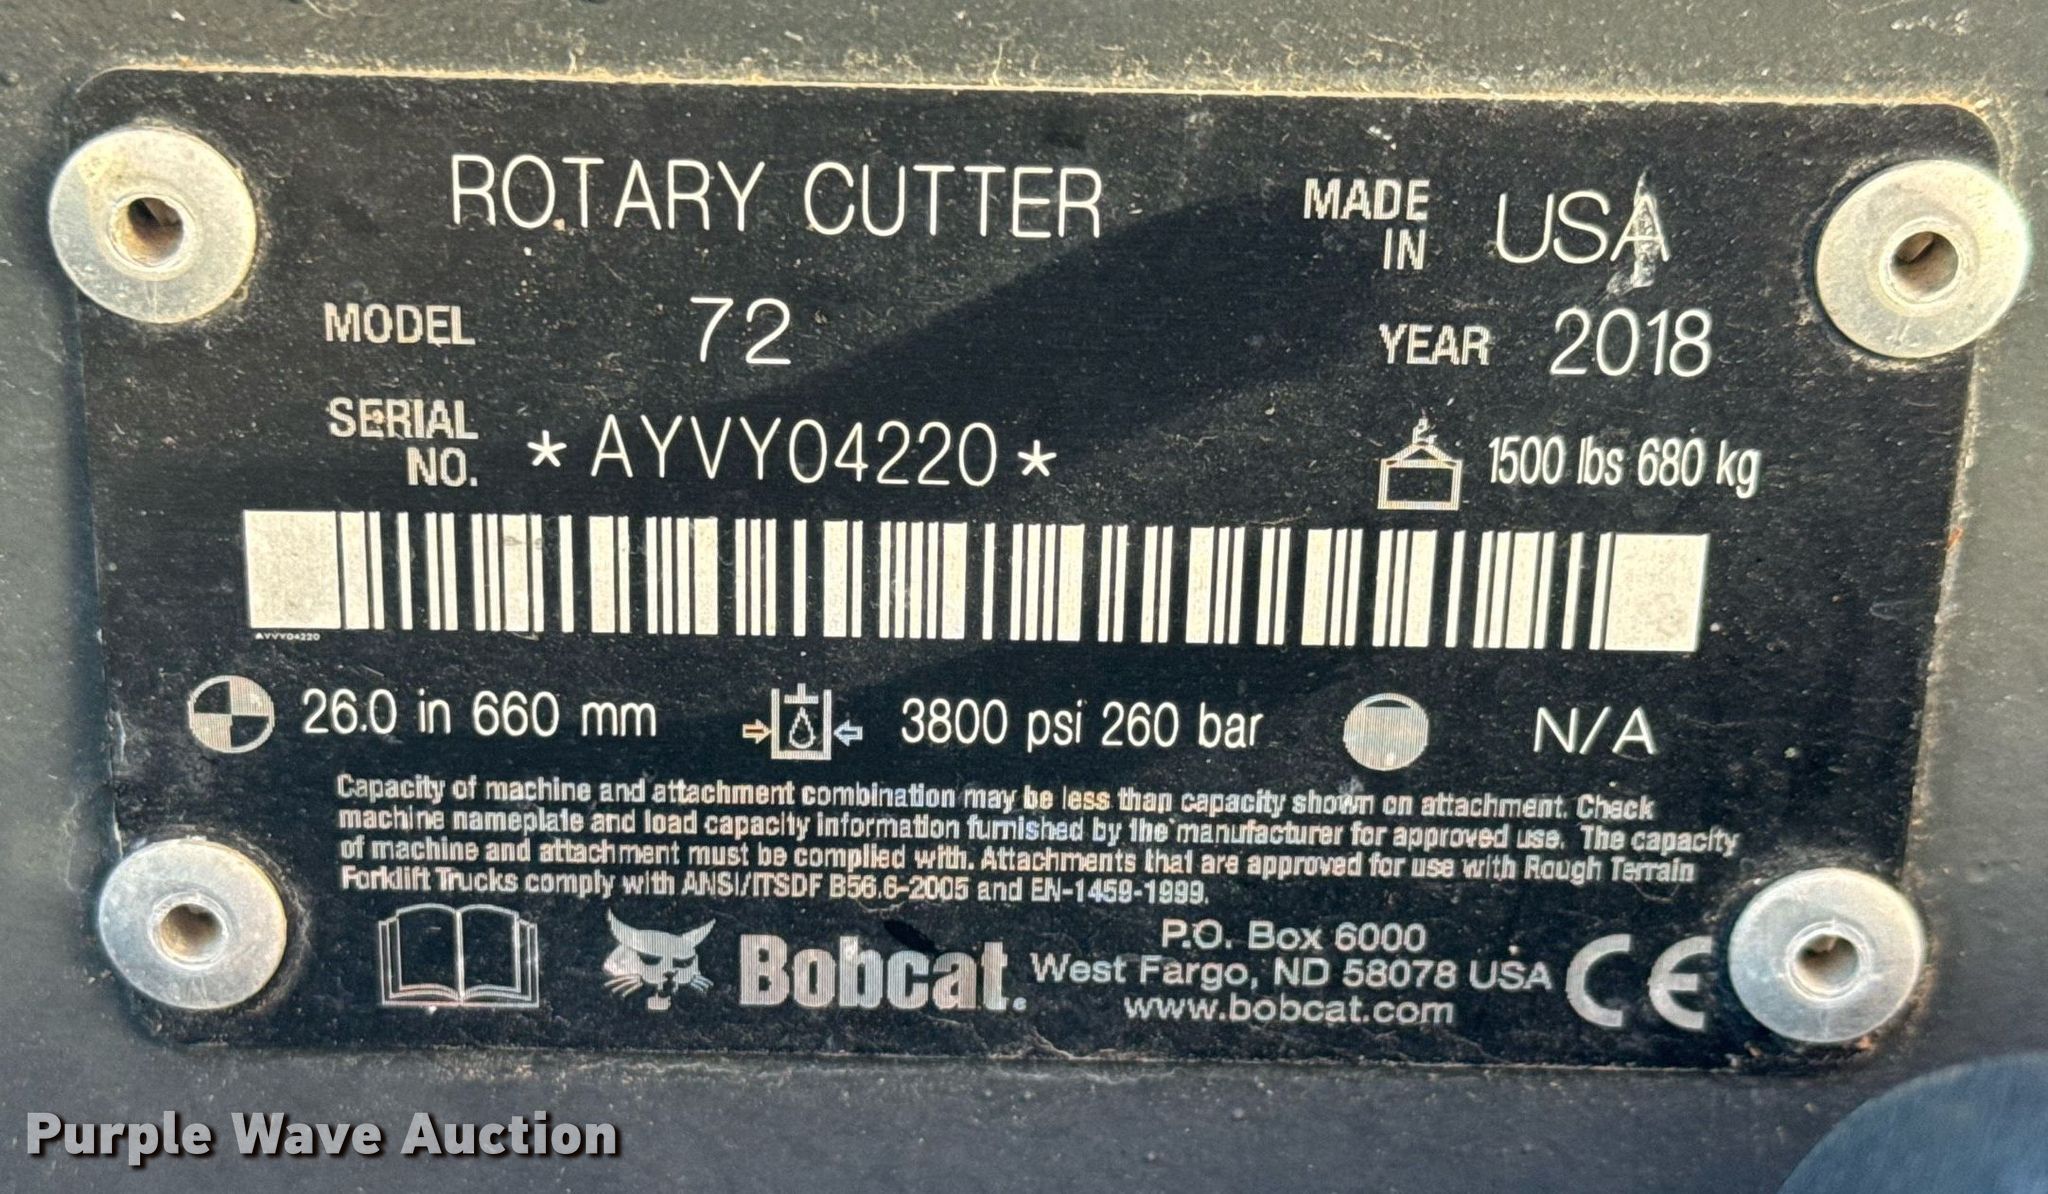 ROTARY CUTTER
MADE IN USA
MODEL 72
YEAR 2018
SERIAL NO. *AYVY04220*
1500 lbs 680 kg
AYVY04220
26.0 in 660 mm
3800 psi 260 bar
N/A
Capacity of machine and attachment combination may be less than capacity shown on attachment. Check
machine nameplate and load capacity information furnished by the manufacturer for approved use. The capacity
of machine and attachment must be complied with. Attachments that are approved for use with Rough Terrain
Forklift Trucks comply with ANSI/ITSDF B56.6-2005 and EN-1459-1999.
Bobcat.
P.O. Box 6000
West Fargo, ND 58078 USA
www.bobcat.com
CE
Purple Wave Auction